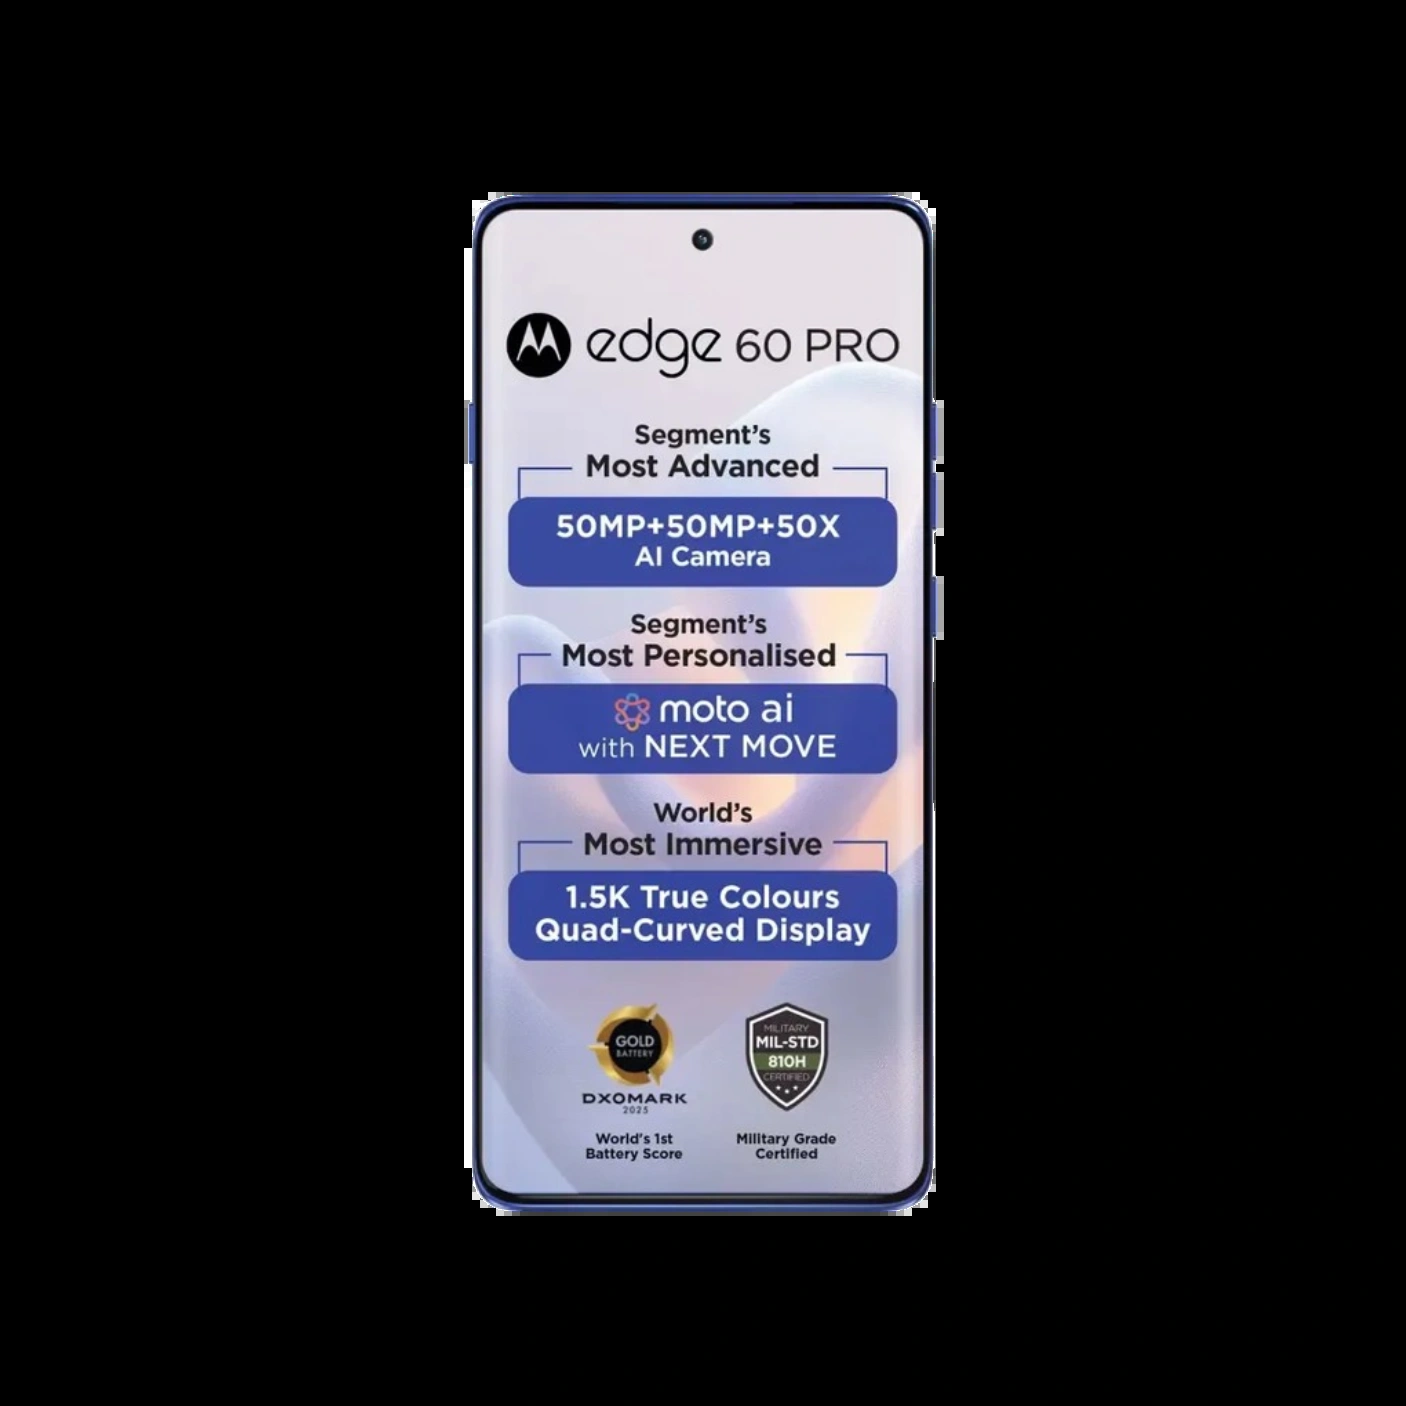 edge 60 PRO
Segment's
Most Advanced
50MP+50MP+50X
AI Camera
Segment's
Most Personalised
moto ai
with NEXT MOVE
World's
Most Immersive
1.5K True Colours
Quad-Curved Display
GOLD
BATTERY
DXOMARK
2025
World's 1st
Battery Score
MILITARY
MIL-STD
810H
CERTIFIED
Military Grade
Certified